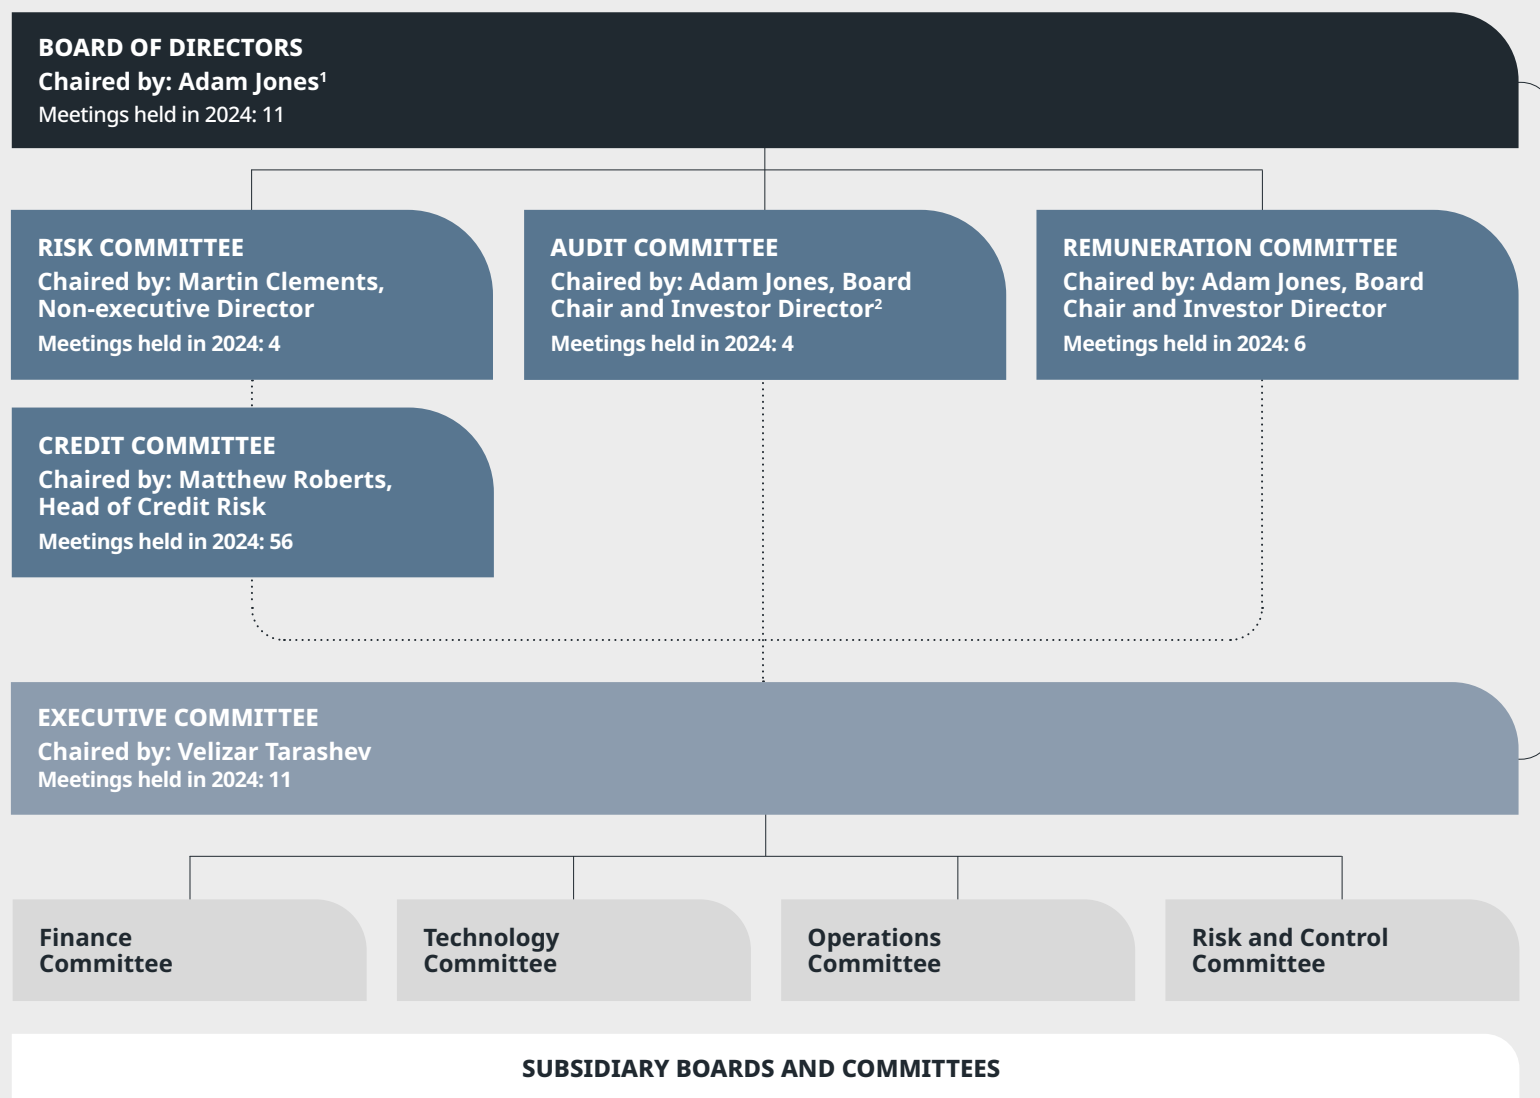 BOARD OF DIRECTORS
Chaired by: Adam Jones¹
Meetings held in 2024: 11
RISK COMMITTEE
Chaired by: Martin Clements,
Non-executive Director
Meetings held in 2024: 4
AUDIT COMMITTEE
Chaired by: Adam Jones, Board
Chair and Investor Director²
Meetings held in 2024: 4
REMUNERATION COMMITTEE
Chaired by: Adam Jones, Board
Chair and Investor Director
Meetings held in 2024: 6
CREDIT COMMITTEE
Chaired by: Matthew Roberts,
Head of Credit Risk
Meetings held in 2024: 56
EXECUTIVE COMMITTEE
Chaired by: Velizar Tarashev
Meetings held in 2024: 11
Finance
Committee
Technology
Committee
Operations
Committee
Risk and Control
Committee
SUBSIDIARY BOARDS AND COMMITTEES